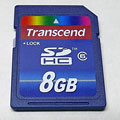 Transcend
LOCK
SD HC 6
8GB